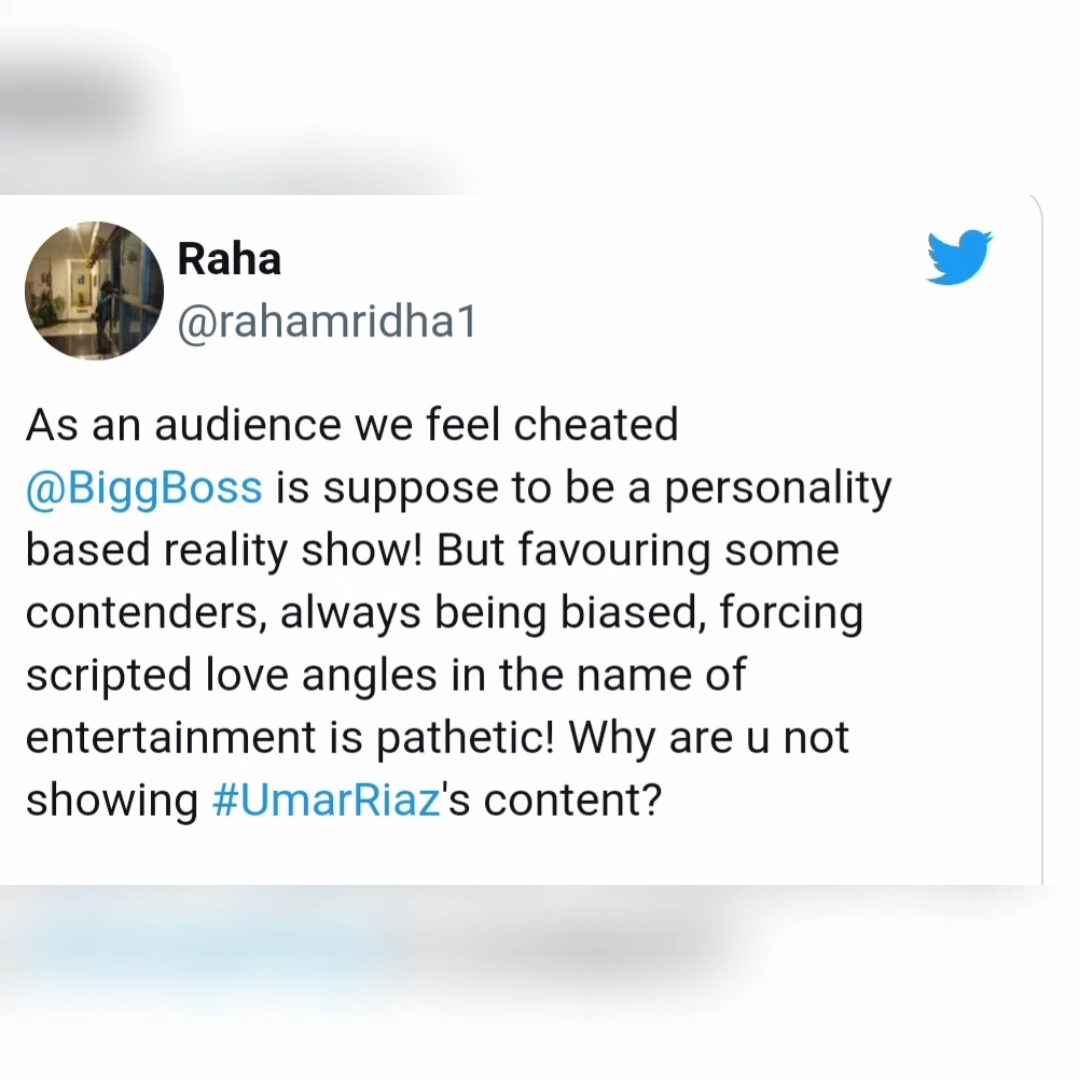 Raha
@rahamridha1
As an audience we feel cheated
@BiggBoss is suppose to be a personality
based reality show! But favouring some
contenders, always being biased, forcing
scripted love angles in the name of
entertainment is pathetic! Why are u not
showing #UmarRiaz's content?